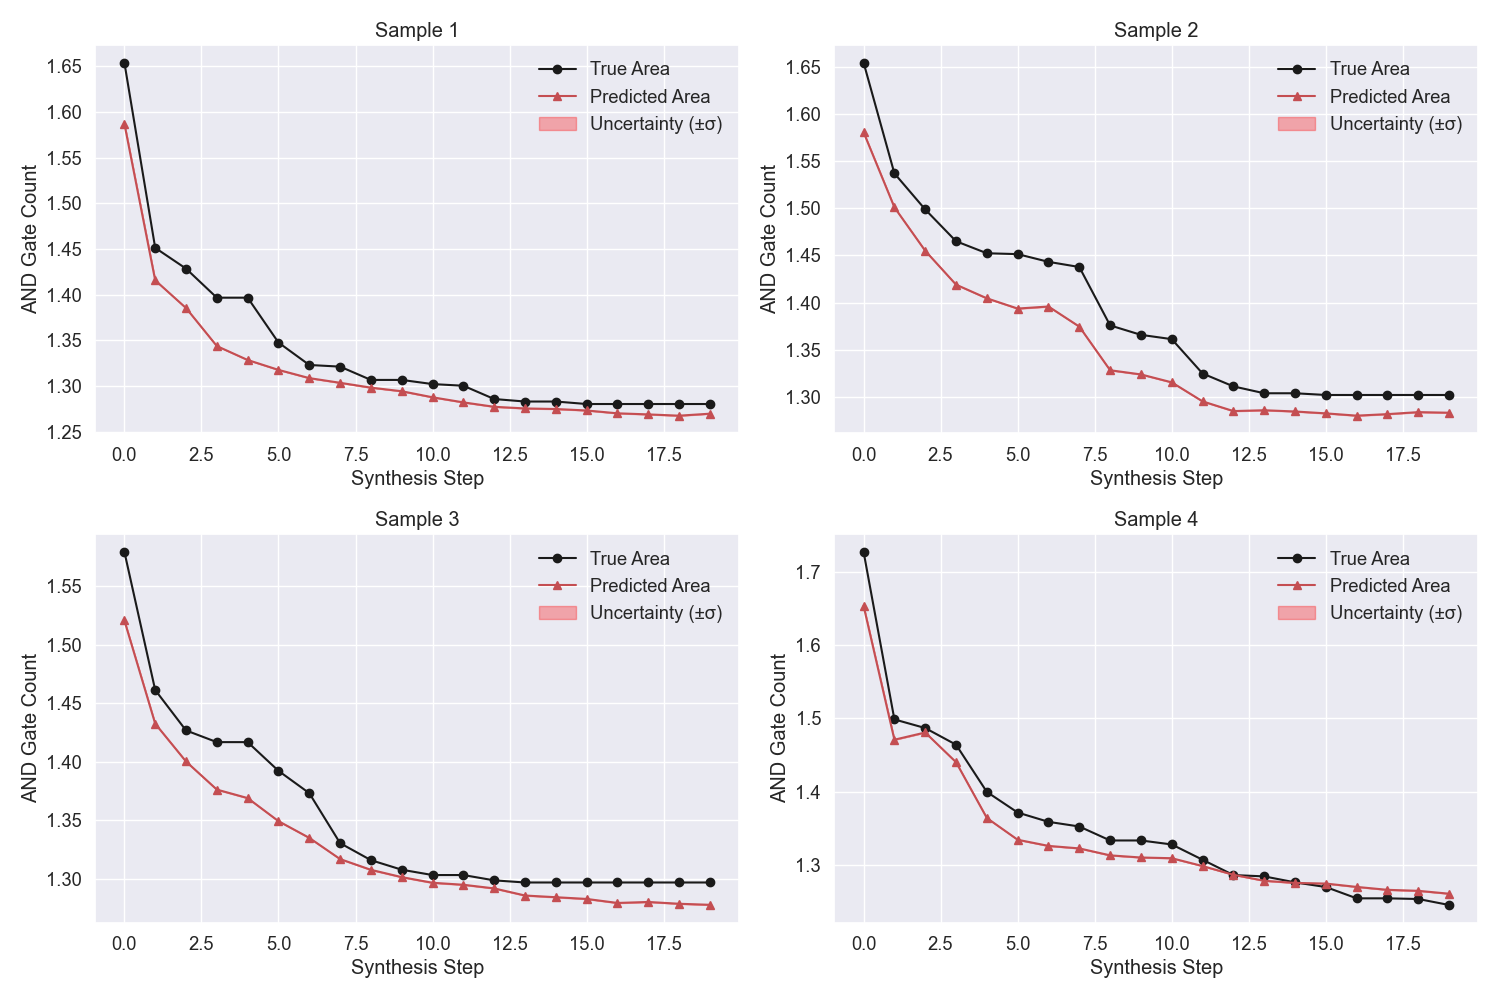 Sample 1
True Area
Predicted Area
Uncertainty (±σ)
AND Gate Count
1.65
1.60
1.55
1.50
1.45
1.40
1.35
1.30
1.25
0.0 2.5 5.0 7.5 10.0 12.5 15.0 17.5
Synthesis Step
Sample 2
True Area
Predicted Area
Uncertainty (±σ)
AND Gate Count
1.65
1.60
1.55
1.50
1.45
1.40
1.35
1.30
0.0 2.5 5.0 7.5 10.0 12.5 15.0 17.5
Synthesis Step
Sample 3
True Area
Predicted Area
Uncertainty (±σ)
AND Gate Count
1.55
1.50
1.45
1.40
1.35
1.30
0.0 2.5 5.0 7.5 10.0 12.5 15.0 17.5
Synthesis Step
Sample 4
True Area
Predicted Area
Uncertainty (±σ)
AND Gate Count
1.7
1.6
1.5
1.4
1.3
0.0 2.5 5.0 7.5 10.0 12.5 15.0 17.5
Synthesis Step